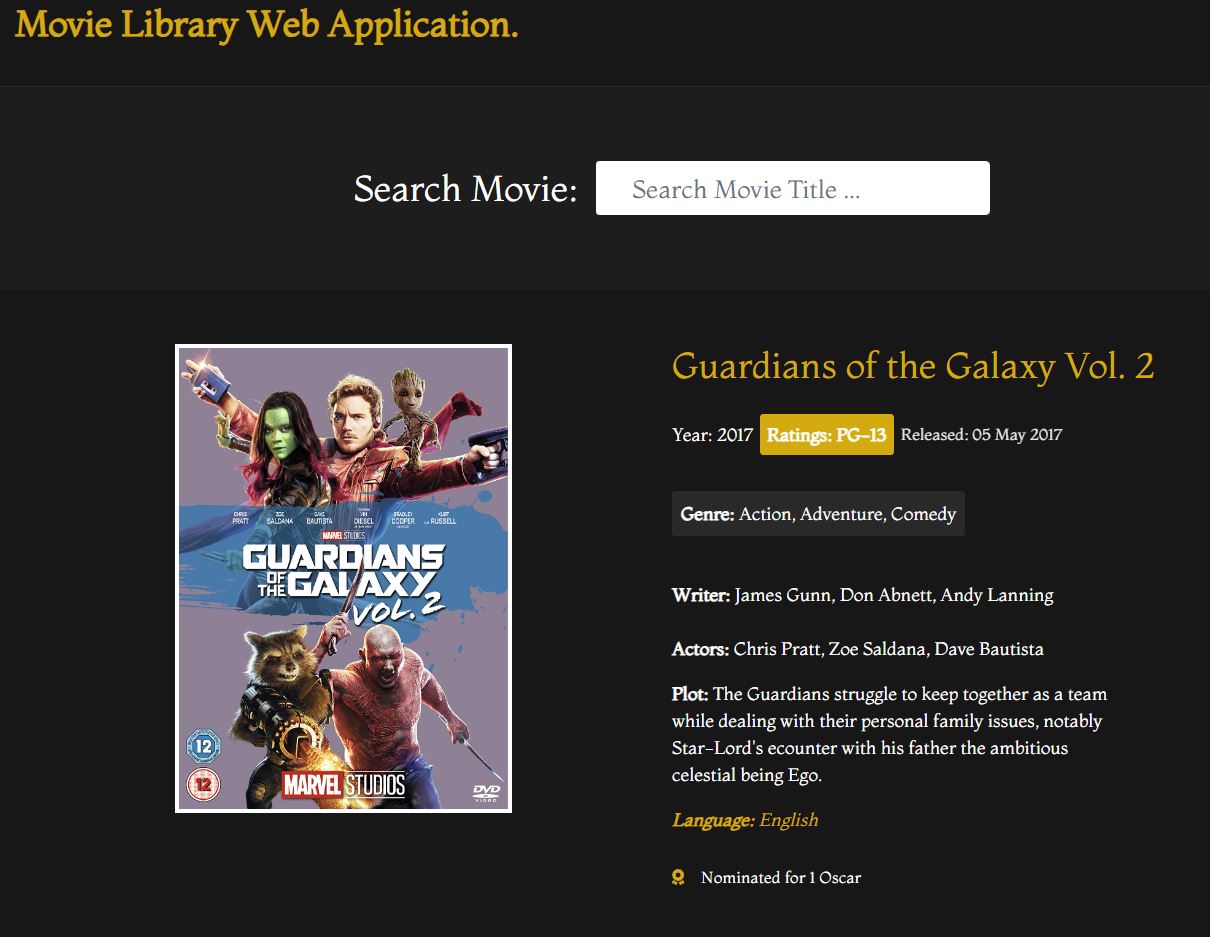 Movie Library Web Application.
Search Movie:
Search Movie Title ...
CHRIS PRATT ZOE SALDANA DAVE BAUTISTA VIN DIESEL BRADLEY COOPER KURT RUSSELL
MARVEL STUDIOS
GUARDIANS
OF THE GALAXY
VOL. 2
12
12
MARVEL STUDIOS
DVD
VIDEO
Guardians of the Galaxy Vol. 2
Year: 2017 Ratings: PG-13 Released: 05 May 2017
Genre: Action, Adventure, Comedy
Writer: James Gunn, Don Abnett, Andy Lanning
Actors: Chris Pratt, Zoe Saldana, Dave Bautista
Plot: The Guardians struggle to keep together as a team
while dealing with their personal family issues, notably
Star-Lord's ecounter with his father the ambitious
celestial being Ego.
Language: English
Nominated for 1 Oscar